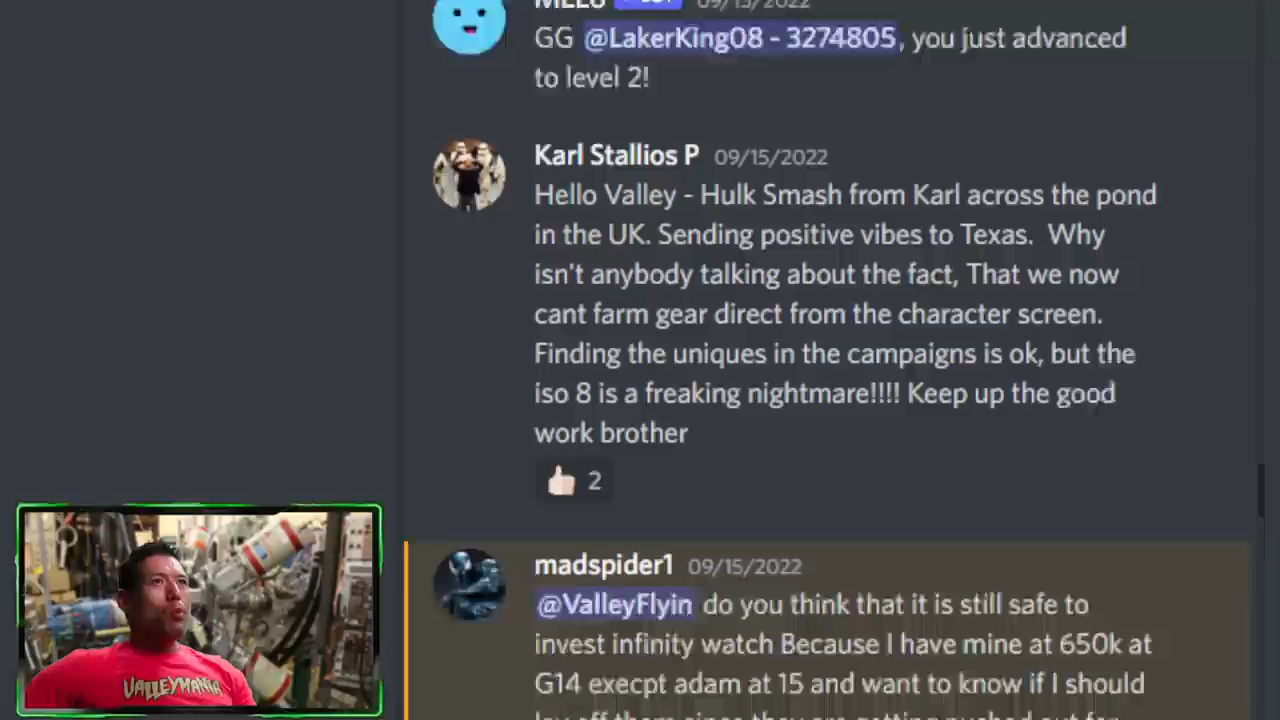 MELU BOT 09/15/2022
GG @LakerKing08 - 3274805, you just advanced
to level 2!
Karl Stallios P 09/15/2022
Hello Valley - Hulk Smash from Karl across the pond
in the UK. Sending positive vibes to Texas.  Why
isn't anybody talking about the fact, That we now
cant farm gear direct from the character screen.
Finding the uniques in the campaigns is ok, but the
iso 8 is a freaking nightmare!!!! Keep up the good
work brother
2
madspider1 09/15/2022
@ValleyFlyin do you think that it is still safe to
invest infinity watch Because I have mine at 650k at
G14 execpt adam at 15 and want to know if I should
VALLEYMANIA